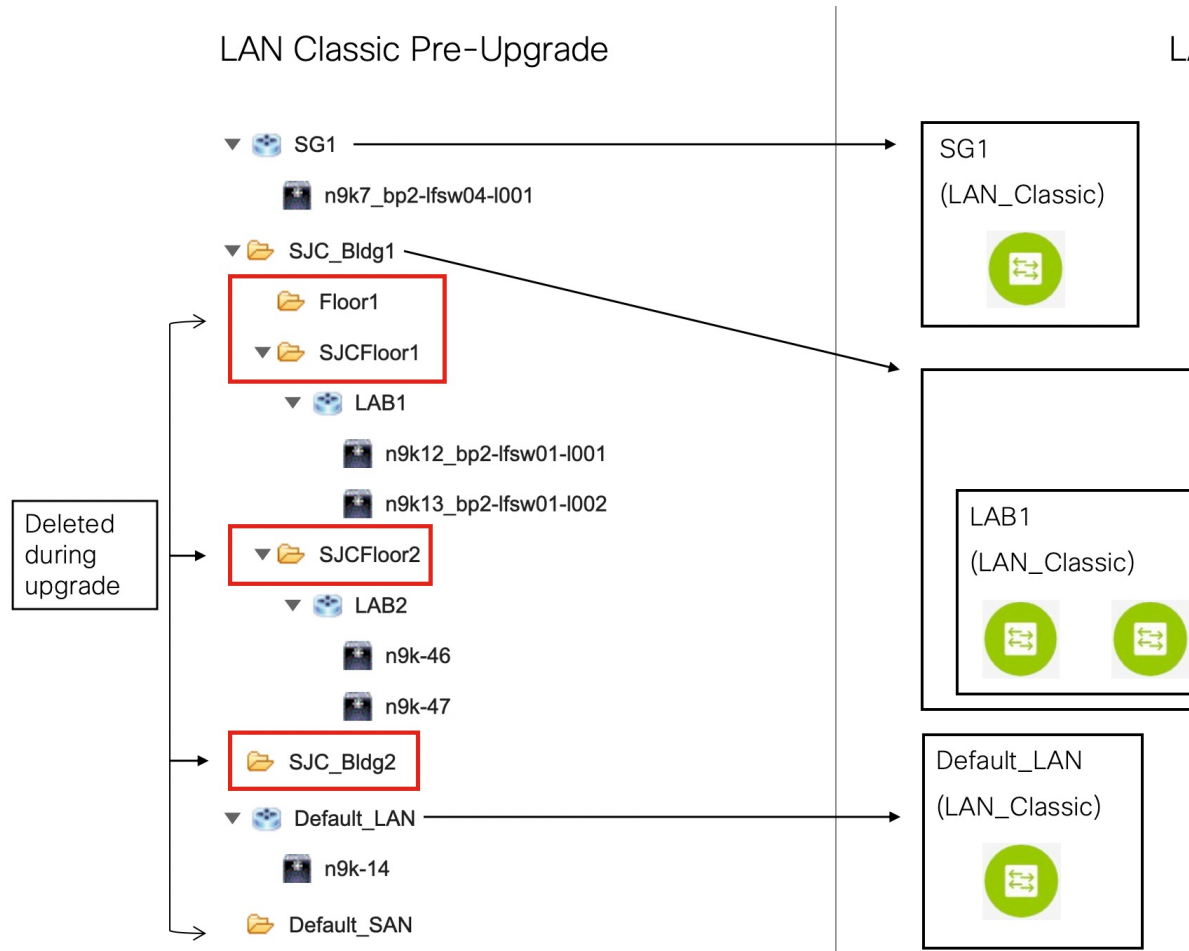 LAN Classic Pre-Upgrade
SG1
n9k7_bp2-lfsw04-l001
SJC_Bldg1
Floor1
SJCFloor1
LAB1
n9k12_bp2-lfsw01-l001
n9k13_bp2-lfsw01-l002
SJCFloor2
LAB2
n9k-46
n9k-47
SJC_Bldg2
Default_LAN
n9k-14
Default_SAN
Deleted
during
upgrade
LA
SG1
(LAN_Classic)
LAB1
(LAN_Classic)
Default_LAN
(LAN_Classic)